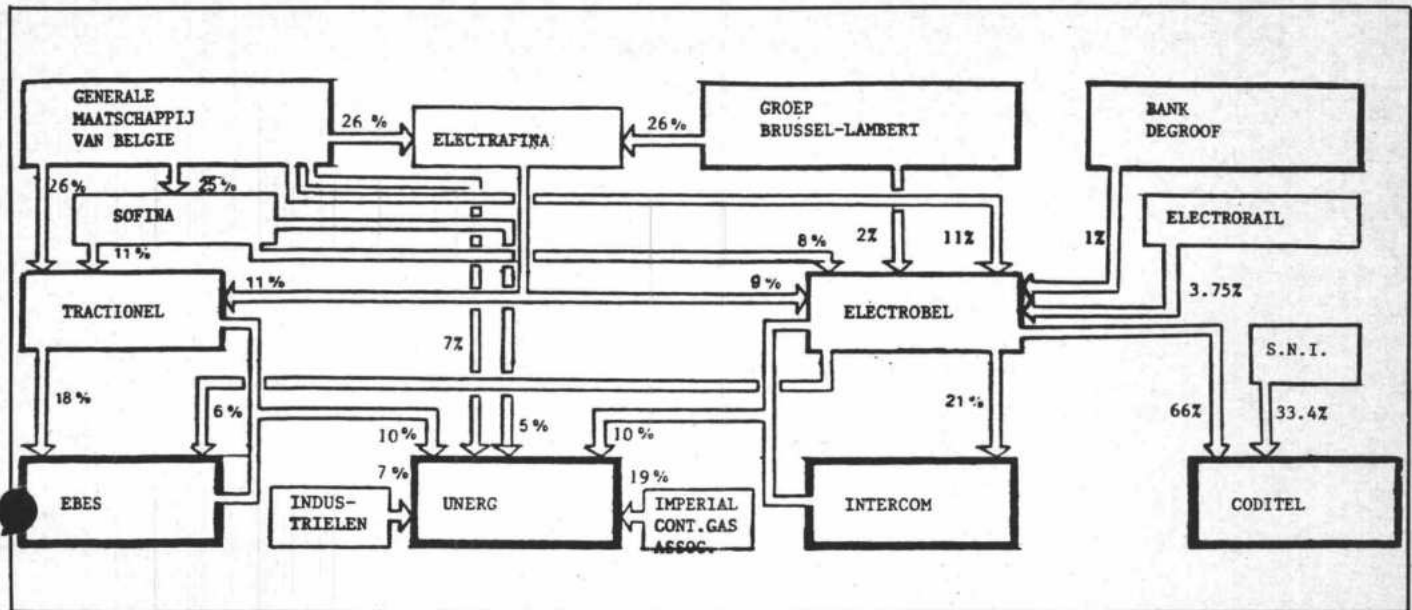 GENERALE
MAATSCHAPPIJ
VAN BELGIE
26 %
ELECTRAFINA
26%
GROEP
BRUSSEL-LAMBERT
BANK
DEGROOF
26%
25%
SOFINA
ELECTRORAIL
11%
8%
2%
11%
1%
11%
9%
3.75%
TRACTIONEL
ELECTROBEL
7%
S.N.I.
18%
6%
21%
66%
33.4%
10%
5%
10%
7%
19%
EBES
INDUS-
TRIELEN
UNERG
IMPERIAL
CONT.GAS
ASSOC.
INTERCOM
CODITEL